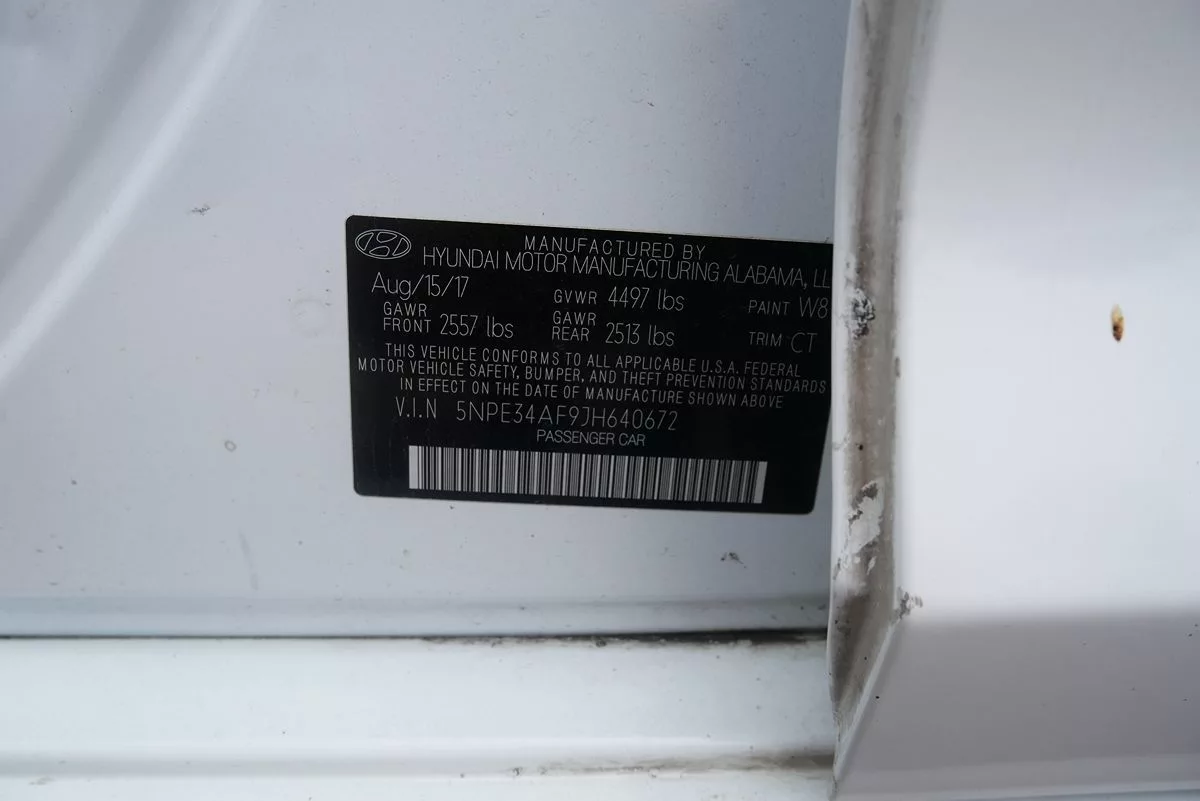 MANUFACTURED BY
HYUNDAI MOTOR MANUFACTURING ALABAMA, LL
Aug/15/17 GVWR 4497 lbs PAINT W8
GAWR FRONT 2557 lbs GAWR REAR 2513 lbs TRIM CT
THIS VEHICLE CONFORMS TO ALL APPLICABLE U.S.A. FEDERAL
MOTOR VEHICLE SAFETY, BUMPER, AND THEFT PREVENTION STANDARDS
IN EFFECT ON THE DATE OF MANUFACTURE SHOWN ABOVE
V.I.N 5NPE34AF9JH640672
PASSENGER CAR